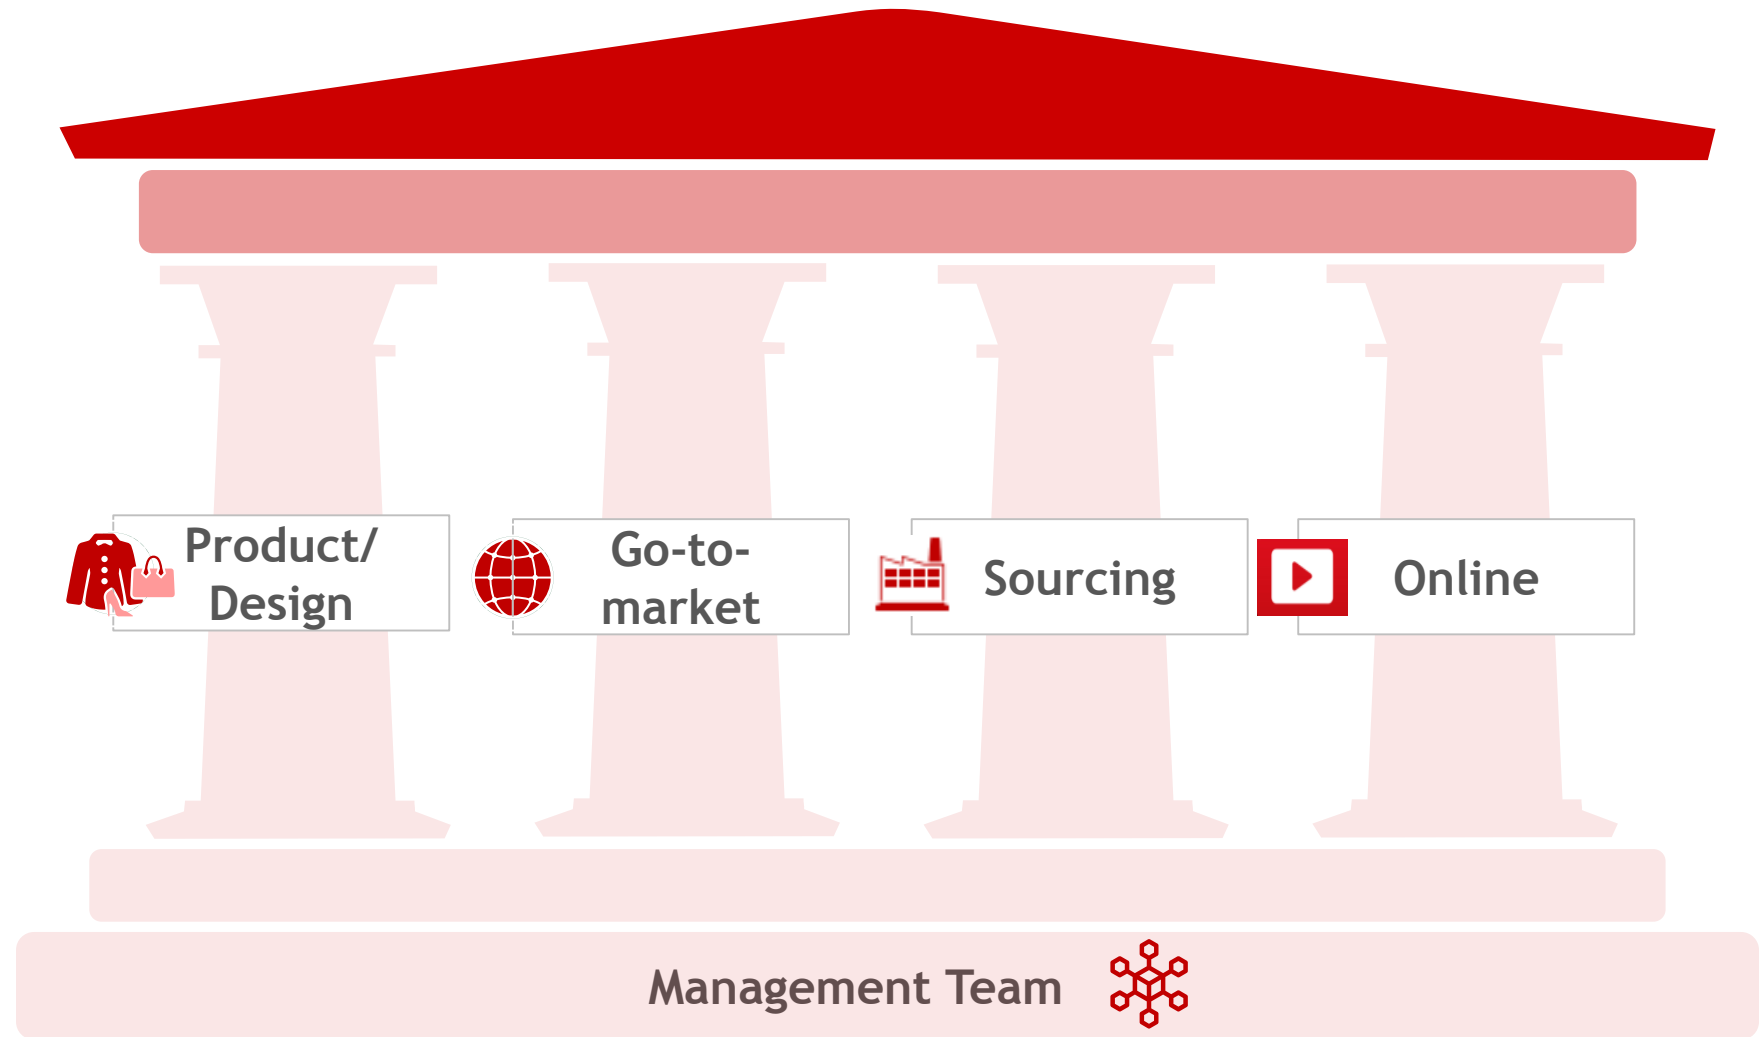 Product/
Design
Go-to-
market
Sourcing
Online
Management Team